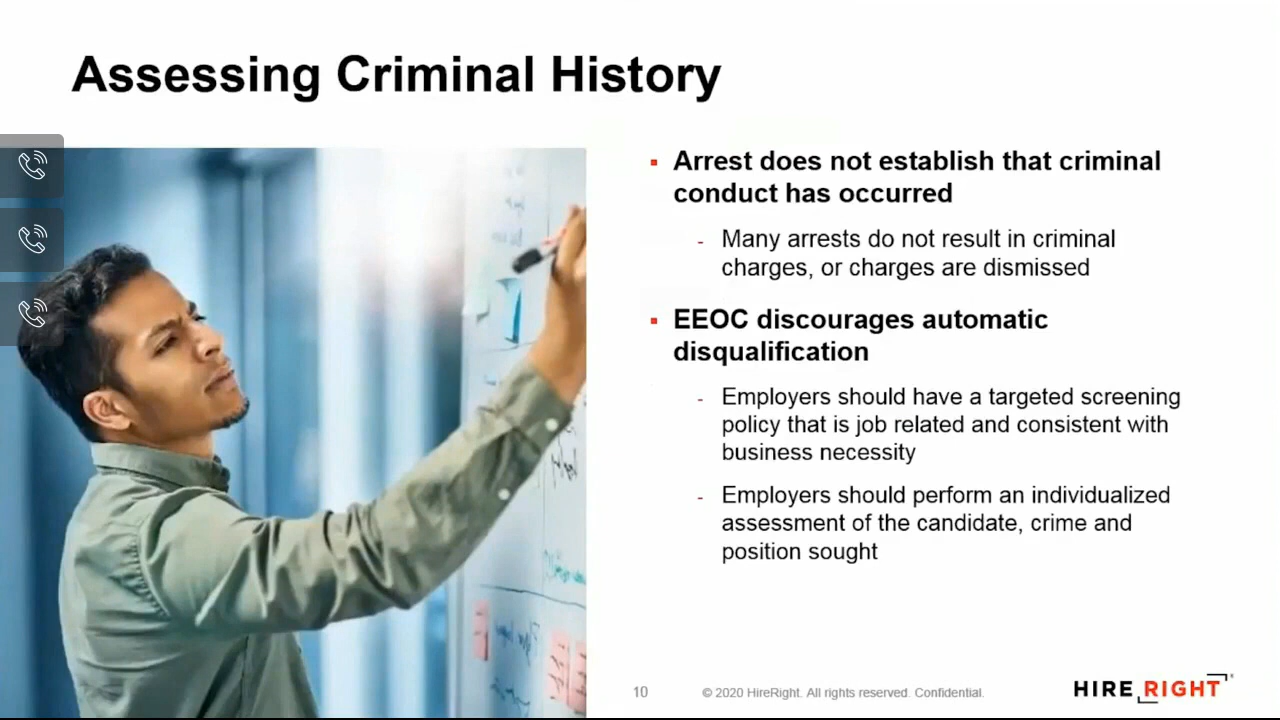 Assessing Criminal History
▪ Arrest does not establish that criminal
conduct has occurred
- Many arrests do not result in criminal
charges, or charges are dismissed
▪ EEOC discourages automatic
disqualification
- Employers should have a targeted screening
policy that is job related and consistent with
business necessity
- Employers should perform an individualized
assessment of the candidate, crime and
position sought
10
© 2020 HireRight. All rights reserved. Confidential.
HIRE RIGHT